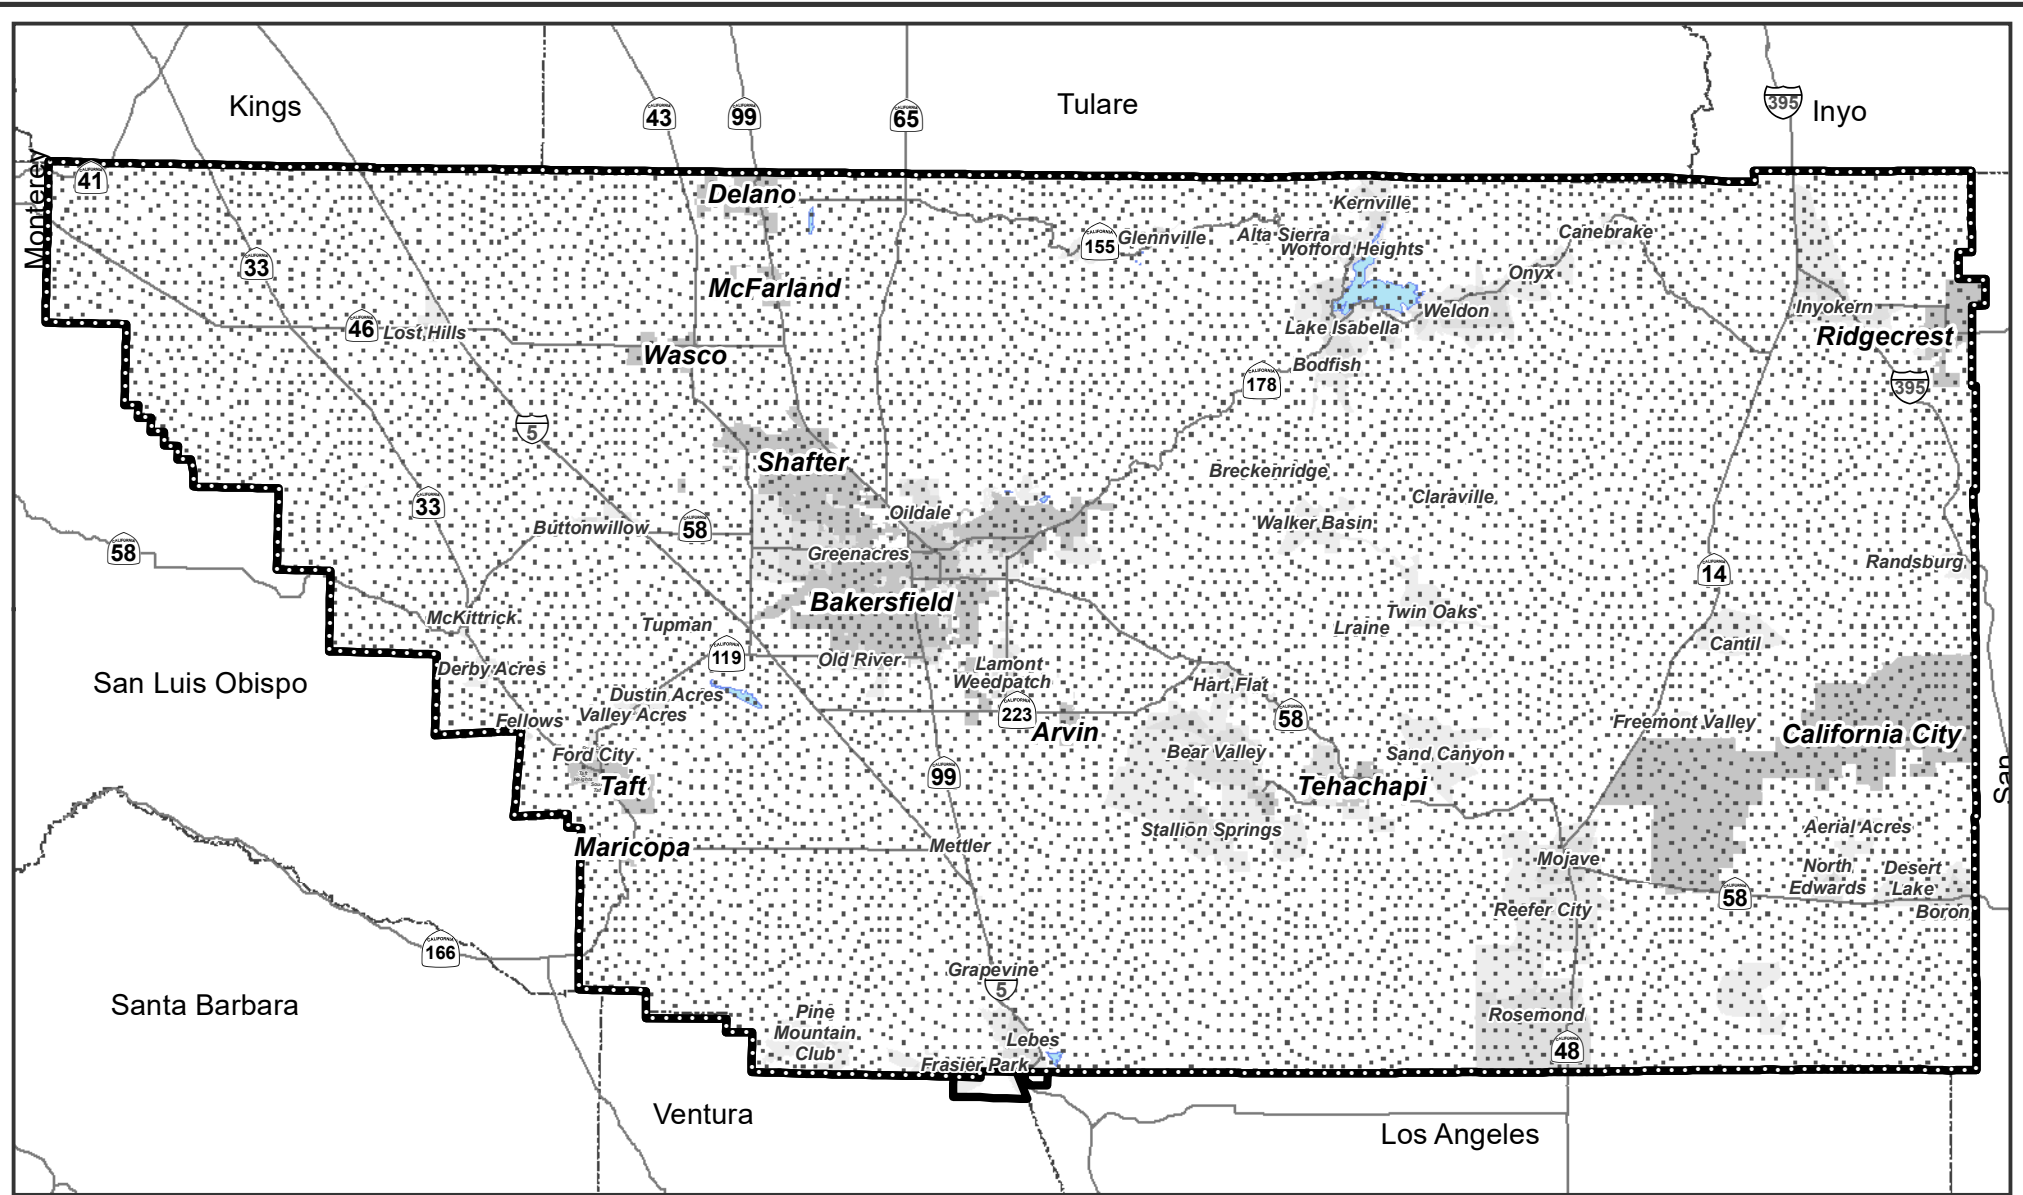 Kings
Tulare
Inyo
395
43
99
65
Monterey
41
Delano
Kernville
155
Glennville
Alta Sierra
Wofford Heights
Canebrake
33
Onyx
McFarland
Inyokern
46
Lost Hills
Weldon
Lake Isabella
Ridgecrest
Wasco
Bodfish
178
395
5
Shafter
Breckenridge
Claraville
33
Oildale
Buttonwillow
58
Walker Basin
58
Greenacres
Randsburg
14
Bakersfield
Twin Oaks
McKittrick
Tupman
Lraine
Cantil
119
Old River
Derby Acres
Lamont
Weedpatch
San Luis Obispo
Hart Flat
Dustin Acres
Valley Acres
223
58
Fellows
Arvin
Freemont Valley
California City
Ford City
Bear Valley
Sand Canyon
99
Taft
Heights
South
Taft
Taft
Tehachapi
San
Stallion Springs
Aerial Acres
Maricopa
Mettler
Mojave
North
Edwards
Desert
Lake
58
Reefer City
Boron
166
Grapevine
5
Santa Barbara
Pine
Mountain
Club
Rosemond
Lebes
48
Frasier Park
Ventura
Los Angeles